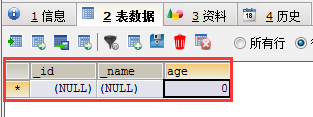 1 信息 2 表数据 3 资料 18 4 历史
所有行
_id _name age
* (NULL) (NULL) 0